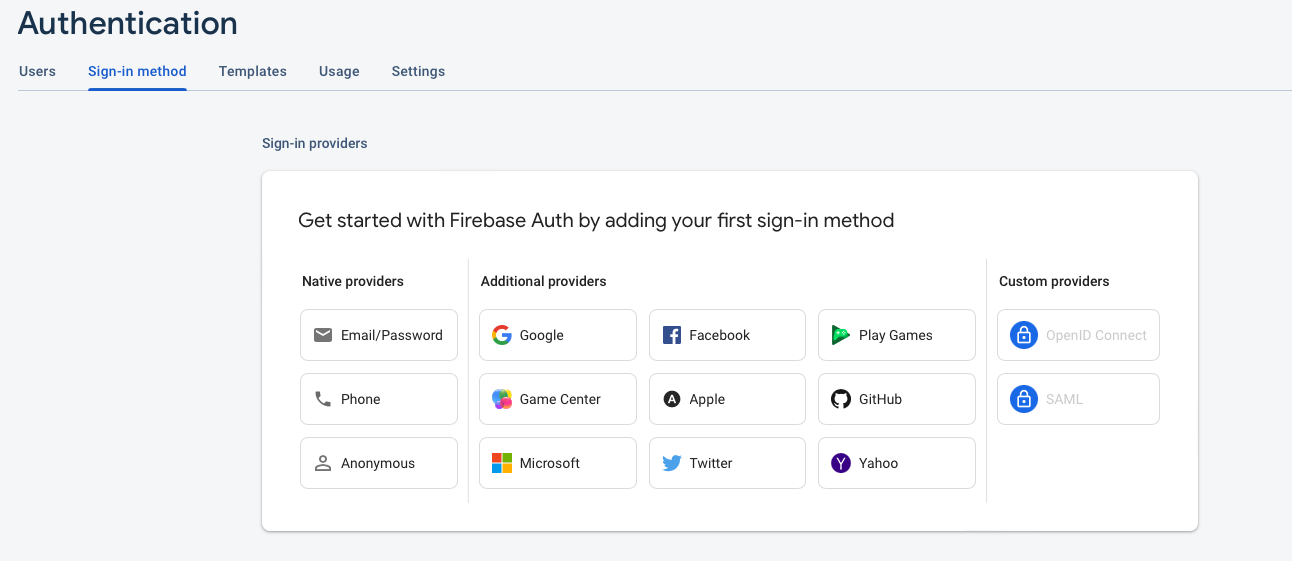 Authentication
Users Sign-in method Templates Usage Settings
Sign-in providers
Get started with Firebase Auth by adding your first sign-in method
Native providers Additional providers Custom providers
Email/Password Google Facebook Play Games OpenID Connect
Phone Game Center Apple GitHub SAML
Anonymous Microsoft Twitter Yahoo